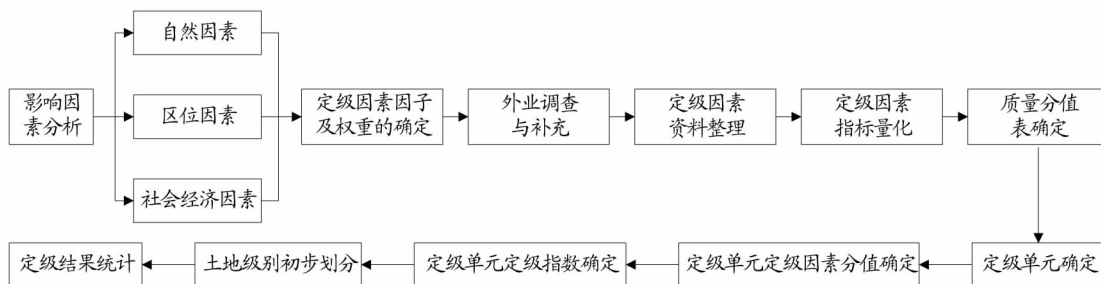 影响因
素分析
自然因素
区位因素
社会经济因素
定级因素因子
及权重的确定
外业调查
与补充
定级因素
资料整理
定级因素
指标量化
质量分值
表确定
定级单元确定
定级单元定级因素分值确定
定级单元定级指数确定
土地级别初步划分
定级结果统计